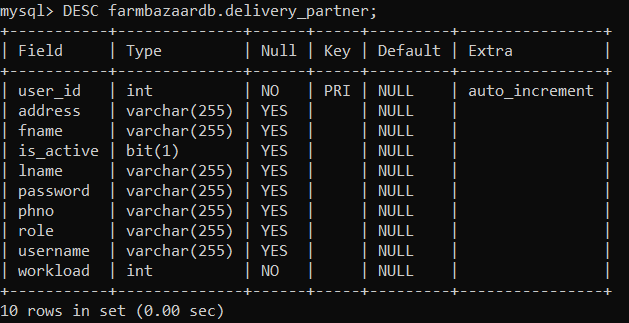 mysql> DESC farmbazaardb.delivery_partner;
+-----------+--------------+------+-----+---------+----------------+
| Field     | Type         | Null | Key | Default | Extra          |
+-----------+--------------+------+-----+---------+----------------+
| user_id   | int          | NO   | PRI | NULL    | auto_increment |
| address   | varchar(255) | YES  |     | NULL    |                |
| fname     | varchar(255) | YES  |     | NULL    |                |
| is_active | bit(1)       | YES  |     | NULL    |                |
| lname     | varchar(255) | YES  |     | NULL    |                |
| password  | varchar(255) | YES  |     | NULL    |                |
| phno      | varchar(255) | YES  |     | NULL    |                |
| role      | varchar(255) | YES  |     | NULL    |                |
| username  | varchar(255) | YES  |     | NULL    |                |
| workload  | int          | NO   |     | NULL    |                |
+-----------+--------------+------+-----+---------+----------------+
10 rows in set (0.00 sec)